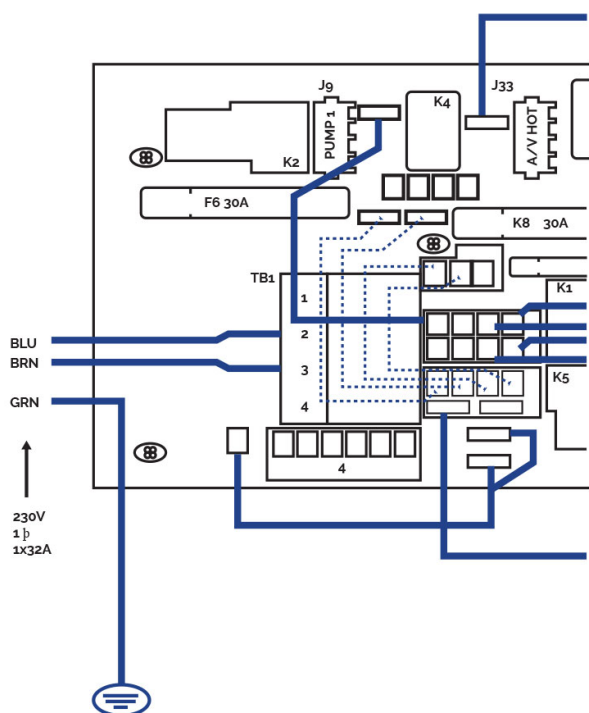 J9
J33
PUMP 1
K4
A/V HOT
K2
F6 30A
K8 30A
TB1
K1
1
2
3
4
BLU
BRN
GRN
K5
4
230V
1 þ
1x32A